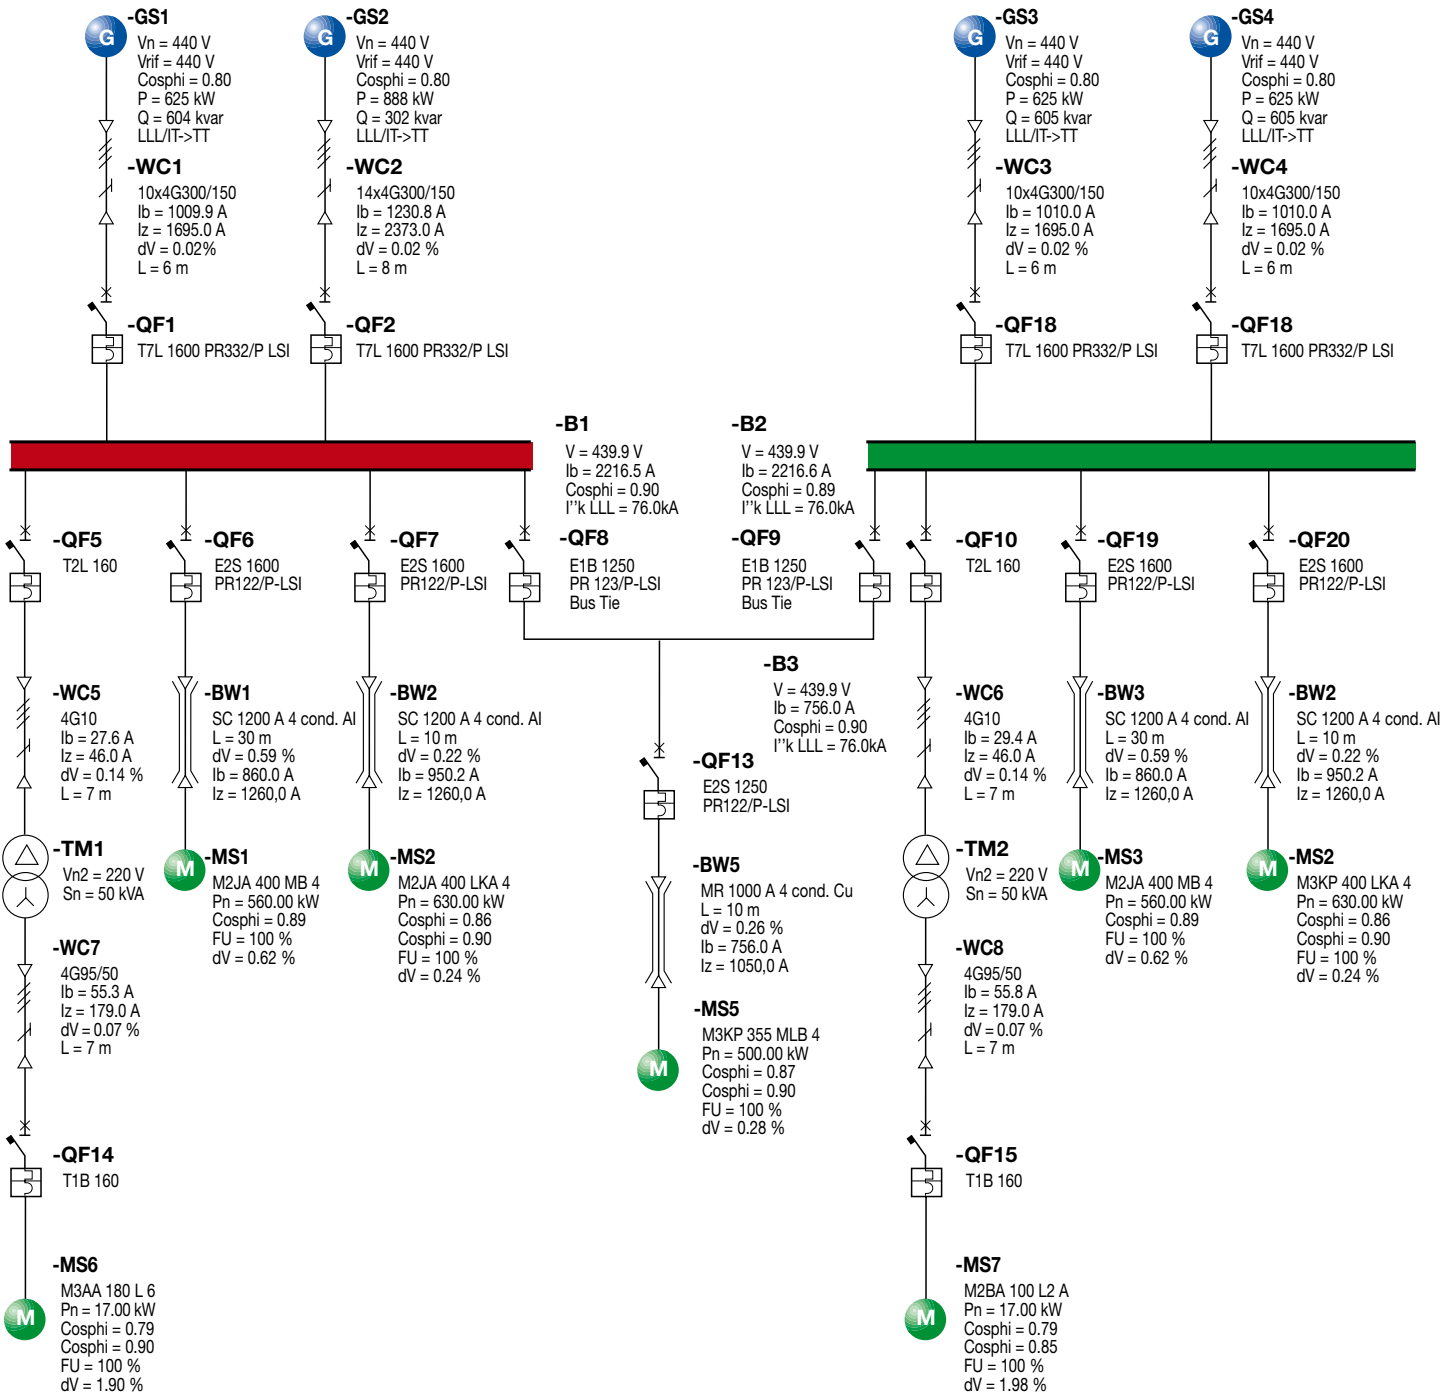 -GS1
G
Vn = 440 V
Vrif = 440 V
Cosphi = 0.80
P = 625 kW
Q = 604 kvar
LLL/IT->TT
-WC1
10x4G300/150
Ib = 1009.9 A
Iz = 1695.0 A
dV = 0.02%
L = 6 m
-QF1
T7L 1600 PR332/P LSI
-GS2
G
Vn = 440 V
Vrif = 440 V
Cosphi = 0.80
P = 888 kW
Q = 302 kvar
LLL/IT->TT
-WC2
14x4G300/150
Ib = 1230.8 A
Iz = 2373.0 A
dV = 0.02 %
L = 8 m
-QF2
T7L 1600 PR332/P LSI
-GS3
G
Vn = 440 V
Vrif = 440 V
Cosphi = 0.80
P = 625 kW
Q = 605 kvar
LLL/IT->TT
-WC3
10x4G300/150
Ib = 1010.0 A
Iz = 1695.0 A
dV = 0.02 %
L = 6 m
-QF18
T7L 1600 PR332/P LSI
-GS4
G
Vn = 440 V
Vrif = 440 V
Cosphi = 0.80
P = 625 kW
Q = 605 kvar
LLL/IT->TT
-WC4
10x4G300/150
Ib = 1010.0 A
Iz = 1695.0 A
dV = 0.02 %
L = 6 m
-QF18
T7L 1600 PR332/P LSI
-B1
V = 439.9 V
Ib = 2216.5 A
Cosphi = 0.90
I''k LLL = 76.0kA
-B2
V = 439.9 V
Ib = 2216.6 A
Cosphi = 0.89
I''k LLL = 76.0kA
-QF5
T2L 160
-QF6
E2S 1600
PR122/P-LSI
-QF7
E2S 1600
PR122/P-LSI
-QF8
E1B 1250
PR 123/P-LSI
Bus Tie
-QF9
E1B 1250
PR 123/P-LSI
Bus Tie
-QF10
T2L 160
-QF19
E2S 1600
PR122/P-LSI
-QF20
E2S 1600
PR122/P-LSI
-WC5
4G10
Ib = 27.6 A
Iz = 46.0 A
dV = 0.14 %
L = 7 m
-BW1
SC 1200 A 4 cond. Al
L = 30 m
dV = 0.59 %
Ib = 860.0 A
Iz = 1260,0 A
-BW2
SC 1200 A 4 cond. Al
L = 10 m
dV = 0.22 %
Ib = 950.2 A
Iz = 1260,0 A
-B3
V = 439.9 V
Ib = 756.0 A
Cosphi = 0.90
I''k LLL = 76.0kA
-QF13
E2S 1250
PR122/P-LSI
-WC6
4G10
Ib = 29.4 A
Iz = 46.0 A
dV = 0.14 %
L = 7 m
-BW3
SC 1200 A 4 cond. Al
L = 30 m
dV = 0.59 %
Ib = 860.0 A
Iz = 1260,0 A
-BW2
SC 1200 A 4 cond. Al
L = 10 m
dV = 0.22 %
Ib = 950.2 A
Iz = 1260,0 A
-TM1
Vn2 = 220 V
Sn = 50 kVA
-MS1
M
M2JA 400 MB 4
Pn = 560.00 kW
Cosphi = 0.89
FU = 100 %
dV = 0.62 %
-MS2
M
M2JA 400 LKA 4
Pn = 630.00 kW
Cosphi = 0.86
Cosphi = 0.90
FU = 100 %
dV = 0.24 %
-BW5
MR 1000 A 4 cond. Cu
L = 10 m
dV = 0.26 %
Ib = 756.0 A
Iz = 1050,0 A
-TM2
Vn2 = 220 V
Sn = 50 kVA
-MS3
M
M2JA 400 MB 4
Pn = 560.00 kW
Cosphi = 0.89
FU = 100 %
dV = 0.62 %
-MS2
M
M3KP 400 LKA 4
Pn = 630.00 kW
Cosphi = 0.86
Cosphi = 0.90
FU = 100 %
dV = 0.24 %
-WC7
4G95/50
Ib = 55.3 A
Iz = 179.0 A
dV = 0.07 %
L = 7 m
-MS5
M
M3KP 355 MLB 4
Pn = 500.00 kW
Cosphi = 0.87
Cosphi = 0.90
FU = 100 %
dV = 0.28 %
-WC8
4G95/50
Ib = 55.8 A
Iz = 179.0 A
dV = 0.07 %
L = 7 m
-QF14
T1B 160
-QF15
T1B 160
-MS6
M
M3AA 180 L 6
Pn = 17.00 kW
Cosphi = 0.79
Cosphi = 0.90
FU = 100 %
dV = 1.90 %
-MS7
M
M2BA 100 L2 A
Pn = 17.00 kW
Cosphi = 0.79
Cosphi = 0.85
FU = 100 %
dV = 1.98 %